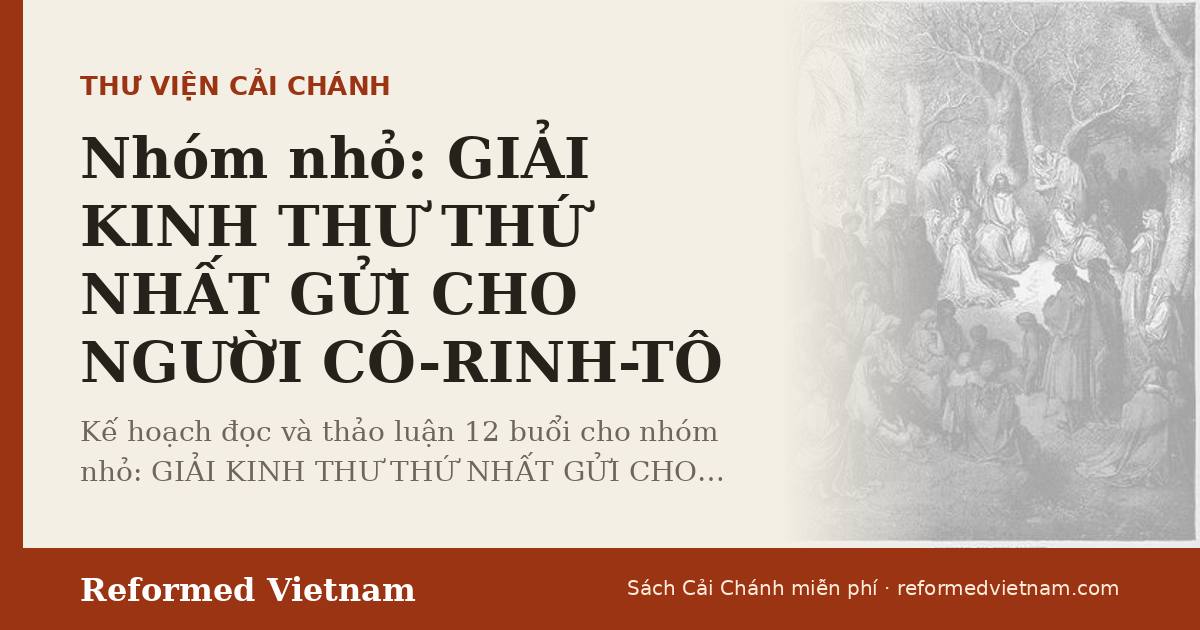 THƯ VIỆN CẢI CHÁNH
Nhóm nhỏ: GIẢI
KINH THƯ THỨ
NHẤT GỬI CHO
NGƯỜI CÔ-RINH-TÔ
Kế hoạch đọc và thảo luận 12 buổi cho nhóm
nhỏ: GIẢI KINH THƯ THỨ NHẤT GỬI CHO...
Reformed Vietnam
Sách Cải Chánh miễn phí · reformedvietnam.com